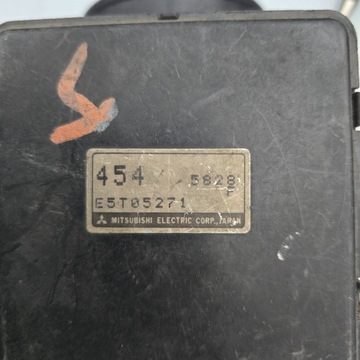 454 5828
P
E5T05271
MITSUBISHI ELECTRIC CORP. JAPAN